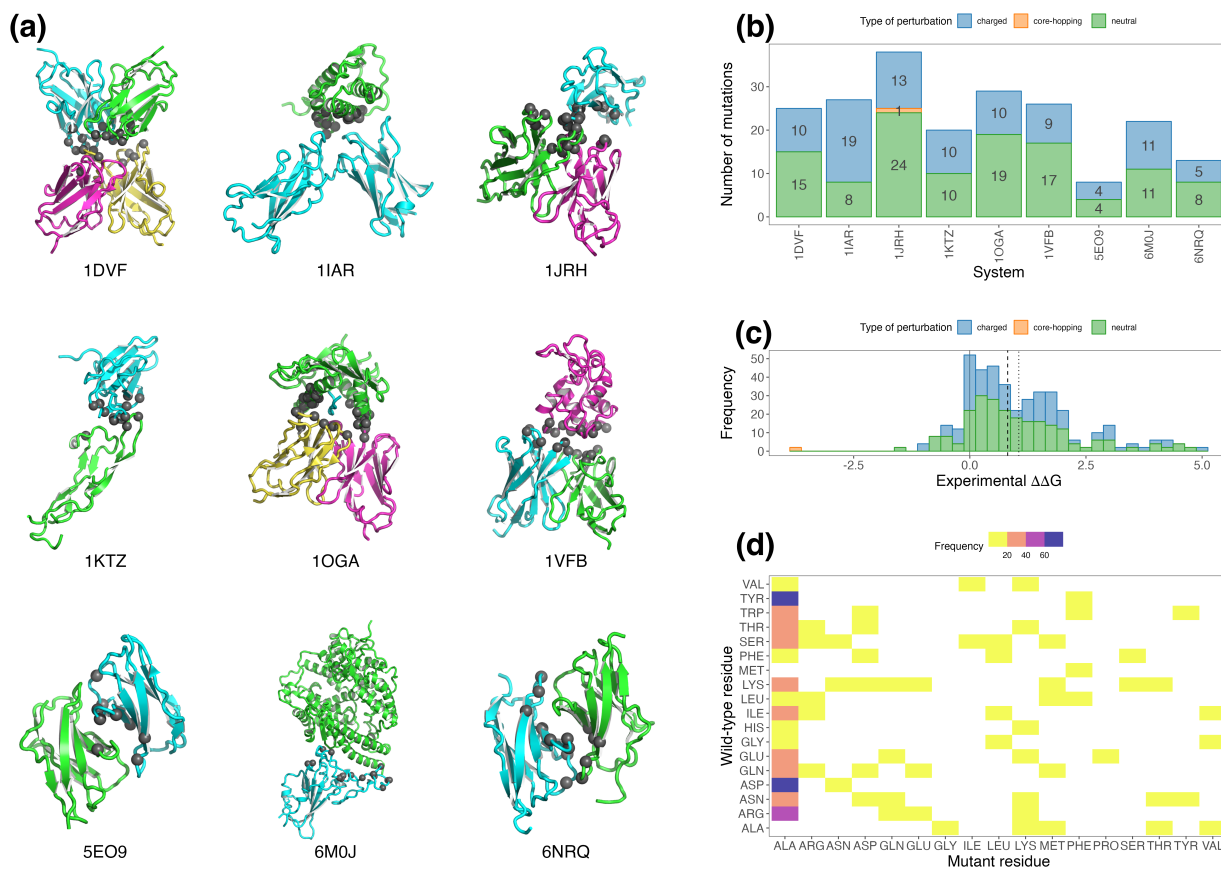 (a)
1DVF
1IAR
1JRH
1KTZ
1OGA
1VFB
5EO9
6M0J
6NRQ
(b)
Type of perturbation charged core-hopping neutral
Number of mutations
30
20
10
0
10 19 13 10 10 9 4 11 5
1
15 8 24 10 19 17 4 11 8
1DVF 1IAR 1JRH 1KTZ 1OGA 1VFB 5EO9 6M0J 6NRQ
System
(c)
Type of perturbation charged core-hopping neutral
Frequency
50
40
30
20
10
0
-2.5 0.0 2.5 5.0
Experimental ΔΔG
(d)
Frequency
20 40 60
Wild-type residue
VAL
TYR
TRP
THR
SER
PHE
MET
LYS
LEU
ILE
HIS
GLY
GLU
GLN
ASP
ASN
ARG
ALA
ALA ARG ASN ASP GLN GLU GLY ILE LEU LYS MET PHE PRO SER THR TYR VAL
Mutant residue